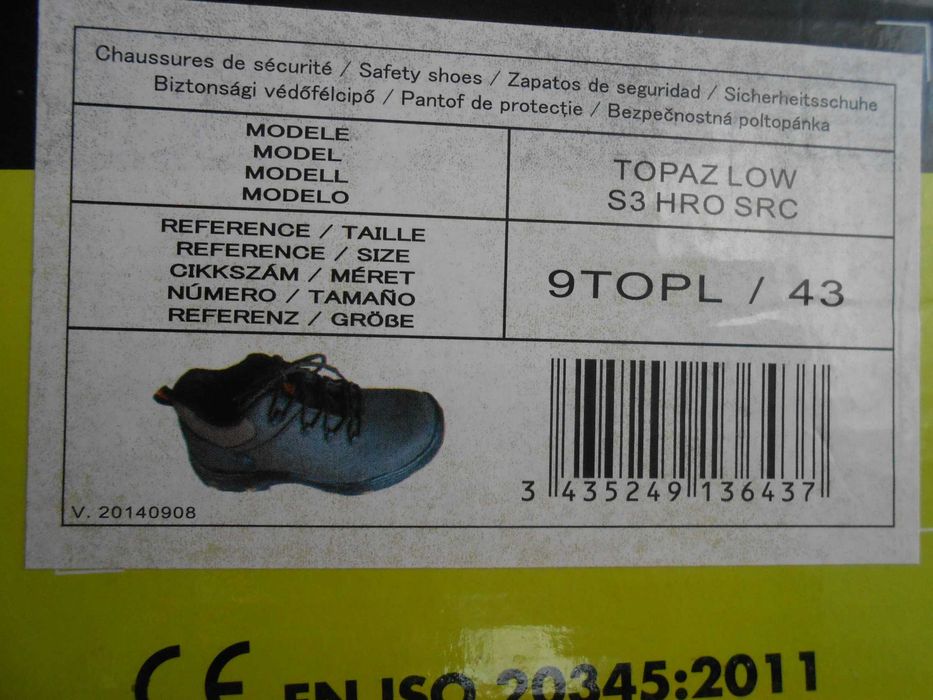 Chaussures de sécurité / Safety shoes / Zapatos de seguridad / Sicherheitsschuhe
Biztonsági védőfélcipő / Pantof de protecție / Bezpečnostná poltopánka
MODELE
MODEL
MODELL
MODELO
TOPAZ LOW
S3 HRO SRC
REFERENCE / TAILLE
REFERENCE / SIZE
CIKKSZÁM / MÉRET
NÚMERO / TAMAÑO
REFERENZ / GRÖßE
9TOPL / 43
3 435249 136437
V. 20140908
CE EN ISO 20345:2011